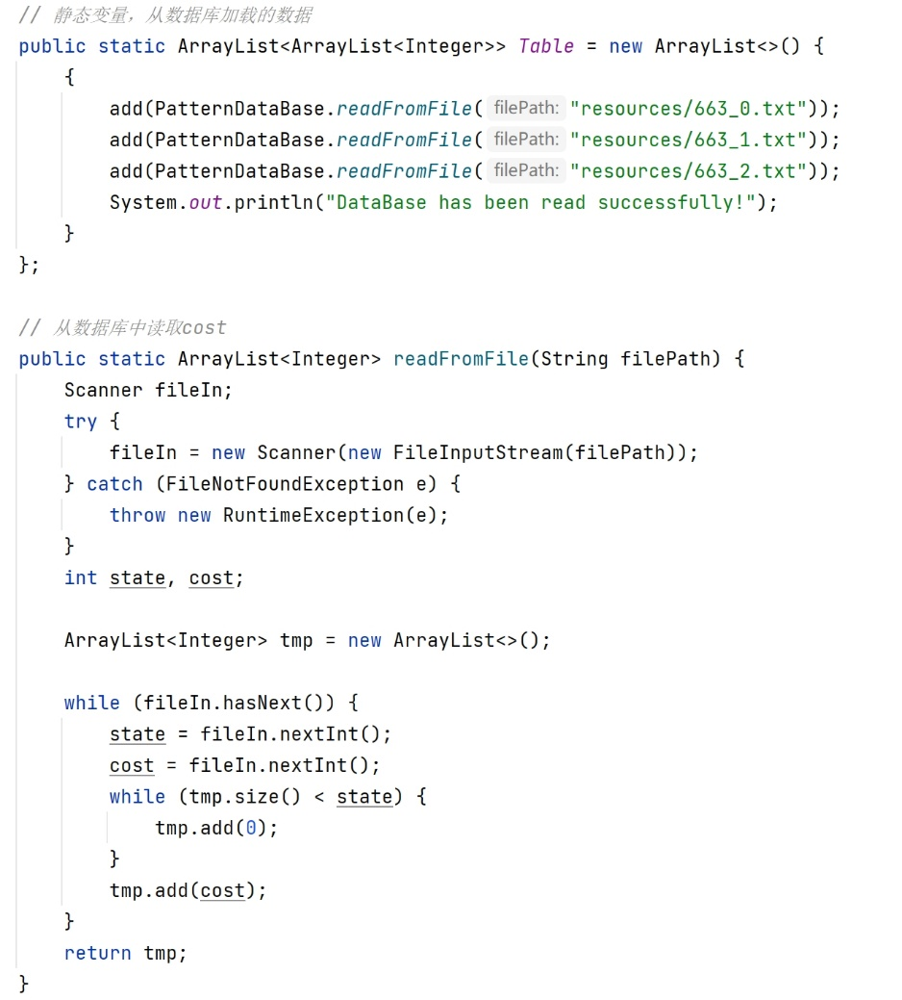 // 静态变量，从数据库加载的数据
public static ArrayList<ArrayList<Integer>> Table = new ArrayList<>() {
{
add(PatternDataBase.readFromFile( filePath: "resources/663_0.txt"));
add(PatternDataBase.readFromFile( filePath: "resources/663_1.txt"));
add(PatternDataBase.readFromFile( filePath: "resources/663_2.txt"));
System.out.println("DataBase has been read successfully!");
}
};
// 从数据库中读取cost
public static ArrayList<Integer> readFromFile(String filePath) {
Scanner fileIn;
try {
fileIn = new Scanner(new FileInputStream(filePath));
} catch (FileNotFoundException e) {
throw new RuntimeException(e);
}
int state, cost;
ArrayList<Integer> tmp = new ArrayList<>();
while (fileIn.hasNext()) {
state = fileIn.nextInt();
cost = fileIn.nextInt();
while (tmp.size() < state) {
tmp.add(0);
}
tmp.add(cost);
}
return tmp;
}